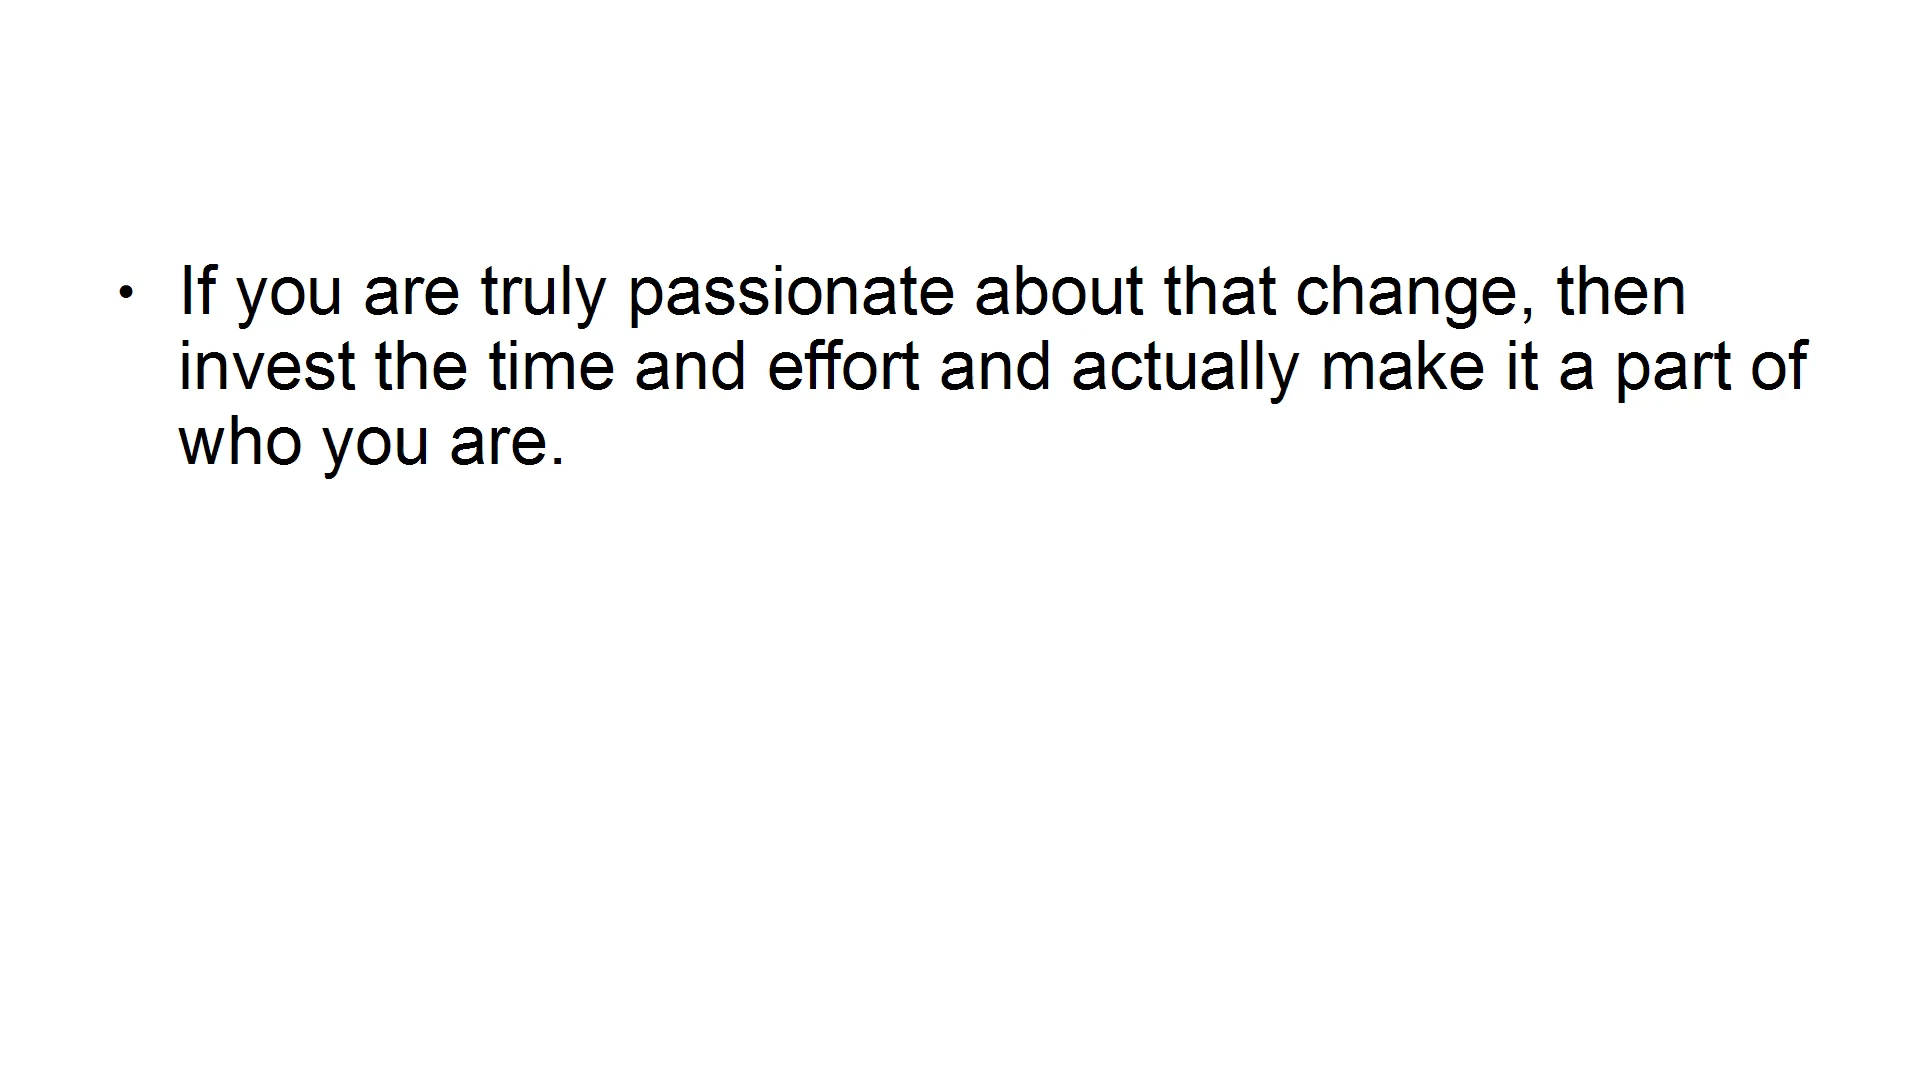 • If you are truly passionate about that change, then
invest the time and effort and actually make it a part of
who you are.